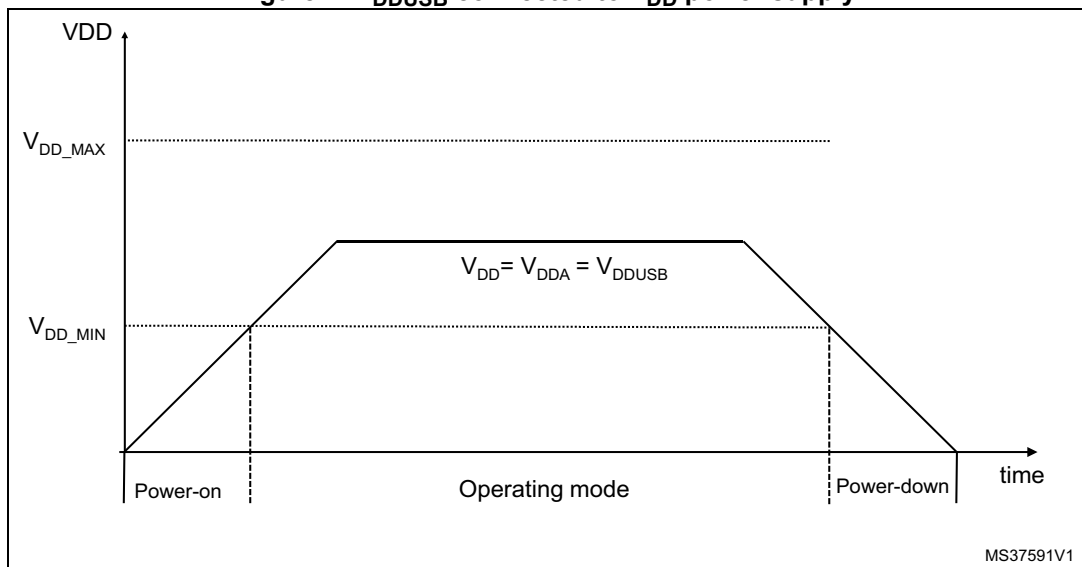 VDD
V_DD_MAX
V_DD= V_DDA = V_DDUSB
V_DD_MIN
time
Power-on
Operating mode
Power-down
MS37591V1